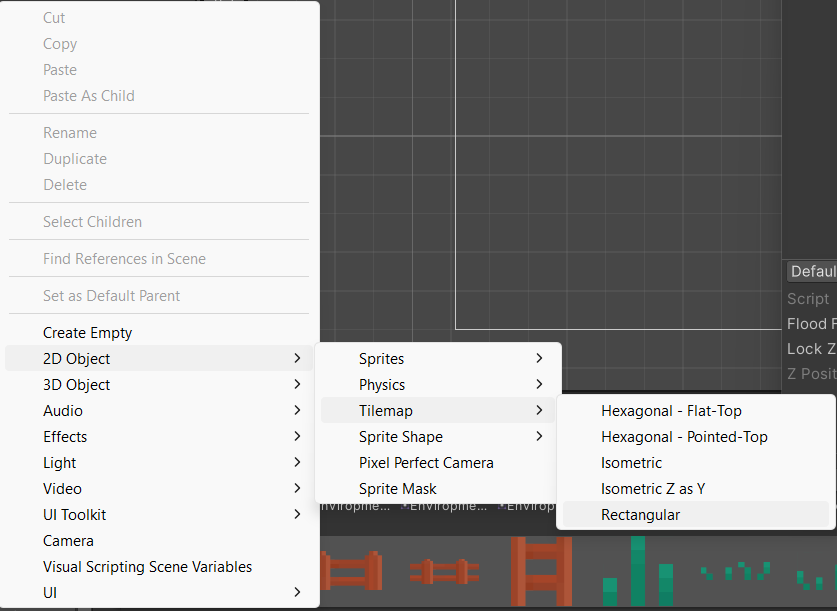 Cut
Copy
Paste
Paste As Child
Rename
Duplicate
Delete
Select Children
Find References in Scene
Set as Default Parent
Create Empty
2D Object
3D Object
Audio
Effects
Light
Video
UI Toolkit
Camera
Visual Scripting Scene Variables
UI
Sprites
Physics
Tilemap
Sprite Shape
Pixel Perfect Camera
Sprite Mask
Hexagonal - Flat-Top
Hexagonal - Pointed-Top
Isometric
Isometric Z as Y
Rectangular
Defaul
Script
Flood F
Lock Z
Z Posit
Enviropme... Enviropme... Envirop